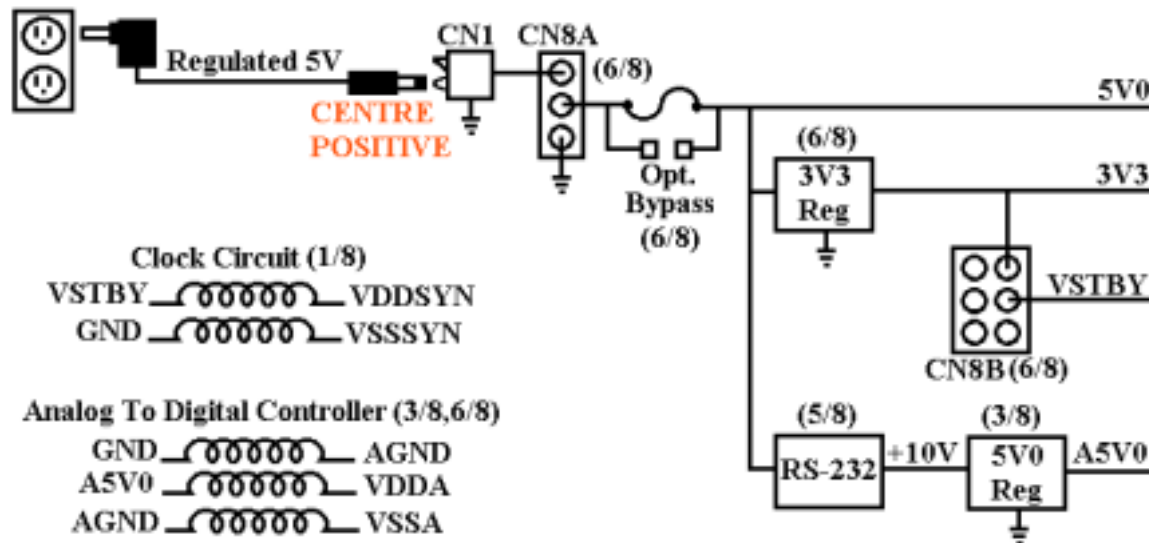 CN1 CN8A
Regulated 5V
(6/8)
CENTRE
POSITIVE
5V0
Opt.
Bypass
(6/8)
(6/8)
3V3
Reg
3V3
VSTBY
CN8B (6/8)
Clock Circuit (1/8)
VSTBY VDDSYN
GND VSSSYN
Analog To Digital Controller (3/8,6/8)
GND AGND
A5V0 VDDA
AGND VSSA
(5/8)
RS-232
+10V
(3/8)
5V0
Reg
A5V0